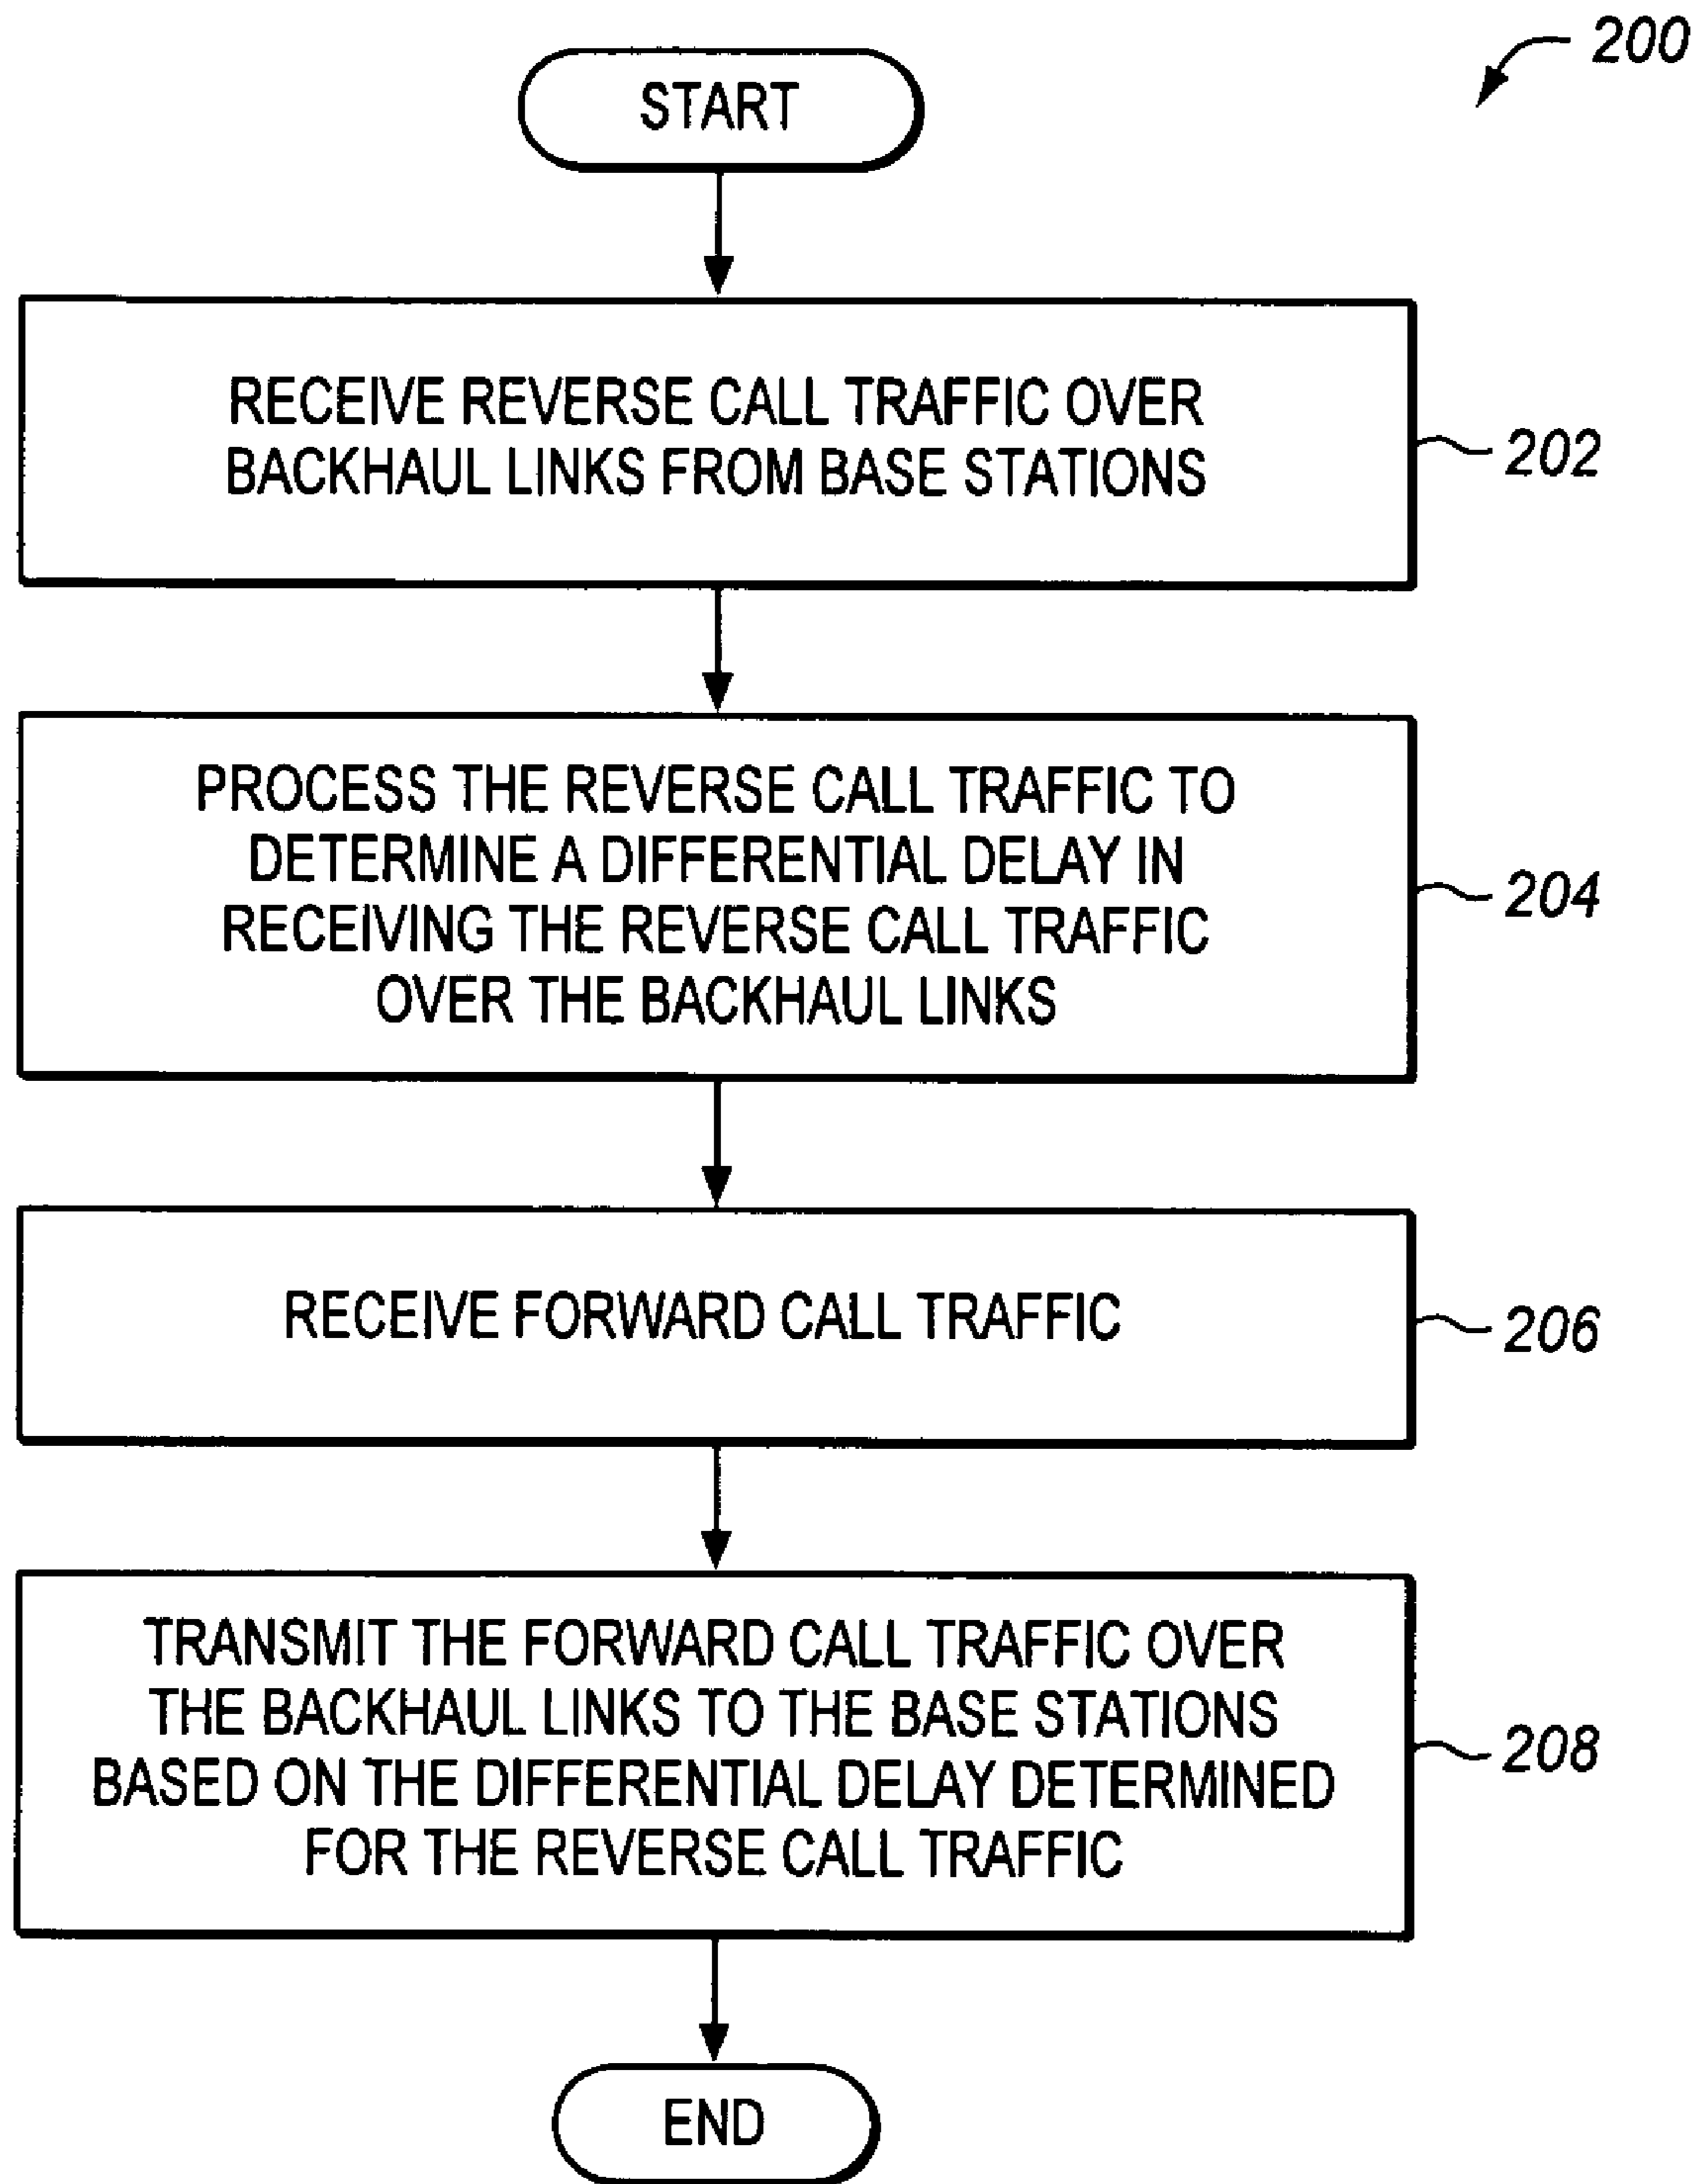 200
START
RECEIVE REVERSE CALL TRAFFIC OVER
BACKHAUL LINKS FROM BASE STATIONS
202
PROCESS THE REVERSE CALL TRAFFIC TO
DETERMINE A DIFFERENTIAL DELAY IN
RECEIVING THE REVERSE CALL TRAFFIC
OVER THE BACKHAUL LINKS
204
RECEIVE FORWARD CALL TRAFFIC
206
TRANSMIT THE FORWARD CALL TRAFFIC OVER
THE BACKHAUL LINKS TO THE BASE STATIONS
BASED ON THE DIFFERENTIAL DELAY DETERMINED
FOR THE REVERSE CALL TRAFFIC
208
END